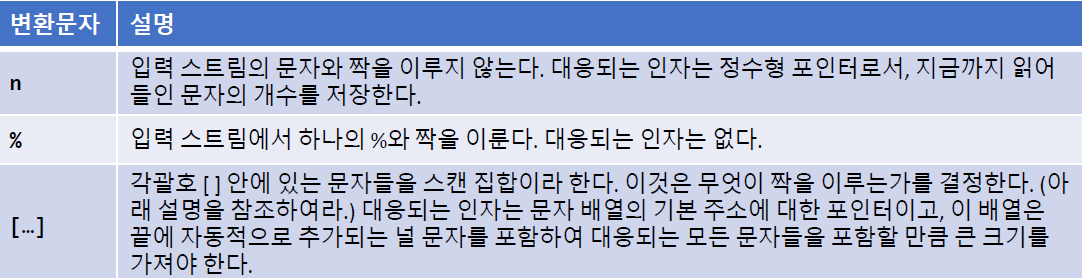 변환문자 설명
n 입력 스트림의 문자와 짝을 이루지 않는다. 대응되는 인자는 정수형 포인터로서, 지금까지 읽어
들인 문자의 개수를 저장한다.
% 입력 스트림에서 하나의 %와 짝을 이룬다. 대응되는 인자는 없다.
각괄호 [ ] 안에 있는 문자들을 스캔 집합이라 한다. 이것은 무엇이 짝을 이루는가를 결정한다. (아
래 설명을 참조하여라.) 대응되는 인자는 문자 배열의 기본 주소에 대한 포인터이고, 이 배열은
[…] 끝에 자동적으로 추가되는 널 문자를 포함하여 대응되는 모든 문자들을 포함할 만큼 큰 크기를
가져야 한다.